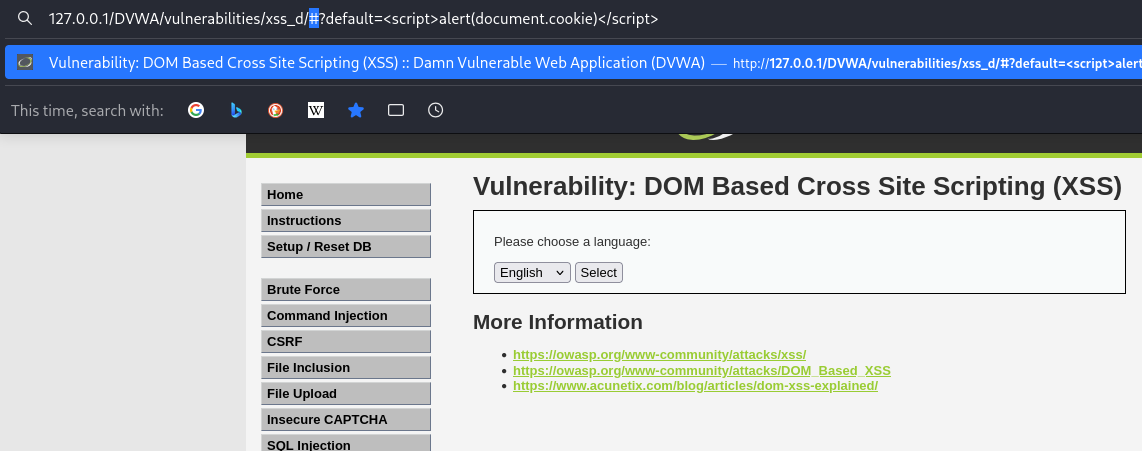 127.0.0.1/DVWA/vulnerabilities/xss_d/#?default=<script>alert(document.cookie)</script>
Vulnerability: DOM Based Cross Site Scripting (XSS) :: Damn Vulnerable Web Application (DVWA) — http://127.0.0.1/DVWA/vulnerabilities/xss_d/#?default=<script>alert
This time, search with:
W
Vulnerability: DOM Based Cross Site Scripting (XSS)
Home
Instructions
Setup / Reset DB
Brute Force
Command Injection
CSRF
File Inclusion
File Upload
Insecure CAPTCHA
SQL Injection
Please choose a language:
English Select
More Information
• https://owasp.org/www-community/attacks/xss/
• https://owasp.org/www-community/attacks/DOM_Based_XSS
• https://www.acunetix.com/blog/articles/dom-xss-explained/